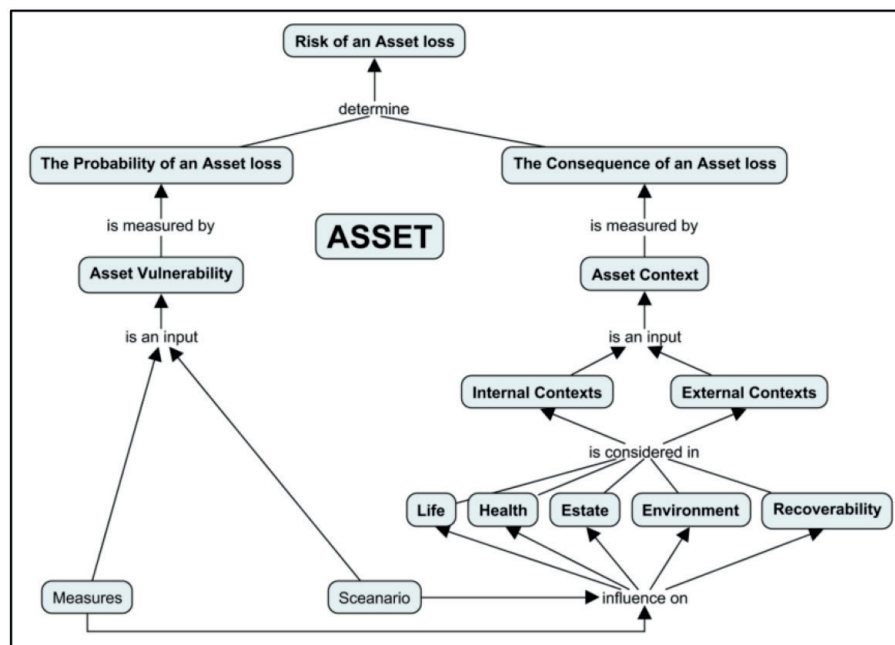 Risk of an Asset loss
determine
The Probability of an Asset loss
The Consequence of an Asset loss
is measured by
ASSET
is measured by
Asset Vulnerability
Asset Context
is an input
is an input
Internal Contexts
External Contexts
is considered in
Life
Health
Estate
Environment
Recoverability
Measures
Sceanario
influence on